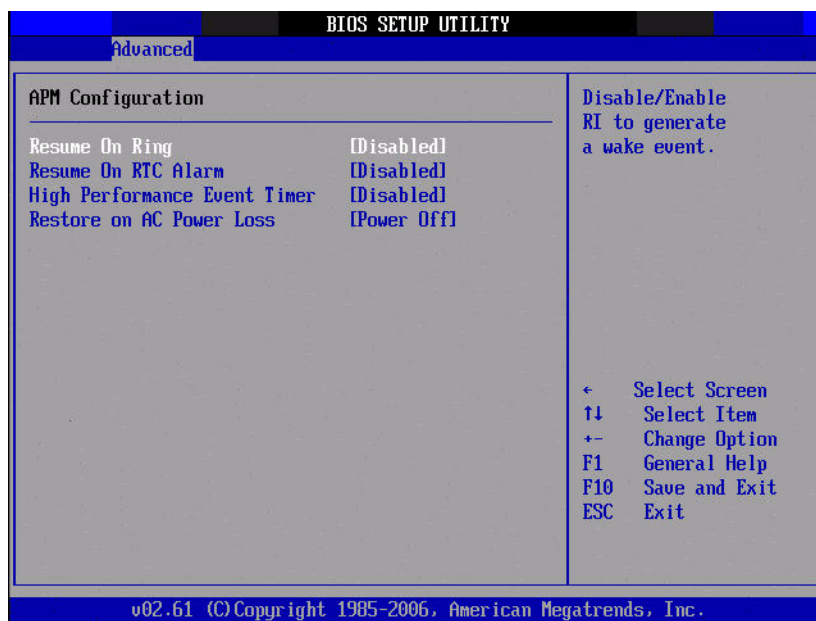 BIOS SETUP UTILITY
Advanced
APM Configuration
Resume On Ring [Disabled]
Resume On RTC Alarm [Disabled]
High Performance Event Timer [Disabled]
Restore on AC Power Loss [Power Off]
Disable/Enable
RI to generate
a wake event.
← Select Screen
↑↓ Select Item
+- Change Option
F1 General Help
F10 Save and Exit
ESC Exit
v02.61 (C)Copyright 1985-2006, American Megatrends, Inc.